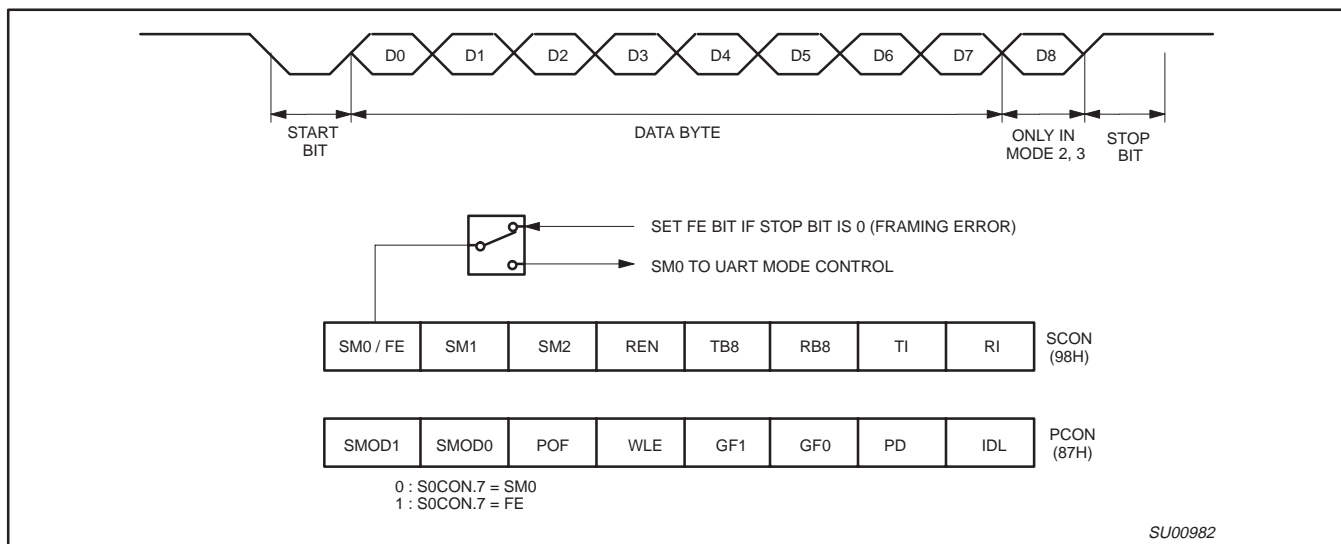 D0 D1 D2 D3 D4 D5 D6 D7 D8
START
BIT
DATA BYTE
ONLY IN
MODE 2, 3
STOP
BIT
SET FE BIT IF STOP BIT IS 0 (FRAMING ERROR)
SM0 TO UART MODE CONTROL
SM0 / FE SM1 SM2 REN TB8 RB8 TI RI
SCON
(98H)
SMOD1 SMOD0 POF WLE GF1 GF0 PD IDL
PCON
(87H)
0 : S0CON.7 = SM0
1 : S0CON.7 = FE
SU00982